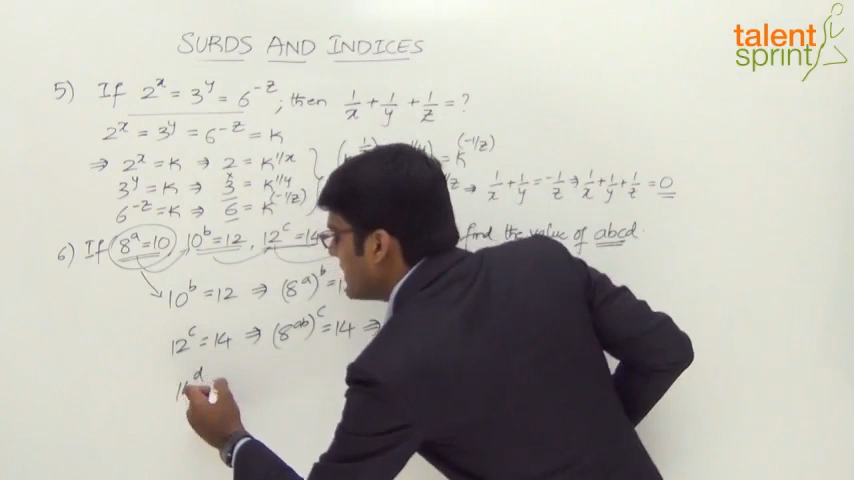 talent
sprint
SURDS AND INDICES
5) If 2^x = 3^y = 6^-z ; then 1/x + 1/y + 1/z = ?
2^x = 3^y = 6^-z = K
⇒ 2^x = K ⇒ 2 = K^1/x = K^(-1/z)
3^y = K ⇒ 3 = K^1/y ⇒ 1/x + 1/y = -1/z ⇒ 1/x + 1/y + 1/z = 0
6^-z = K ⇒ 6 = K^(-1/z)
6) If 8^a = 10 10^b = 12 , 12^c = 14 find the value of abcd.
10^b = 12 ⇒ (8^a)^b =
12^c = 14 ⇒ (8^ab)^c = 14 ⇒